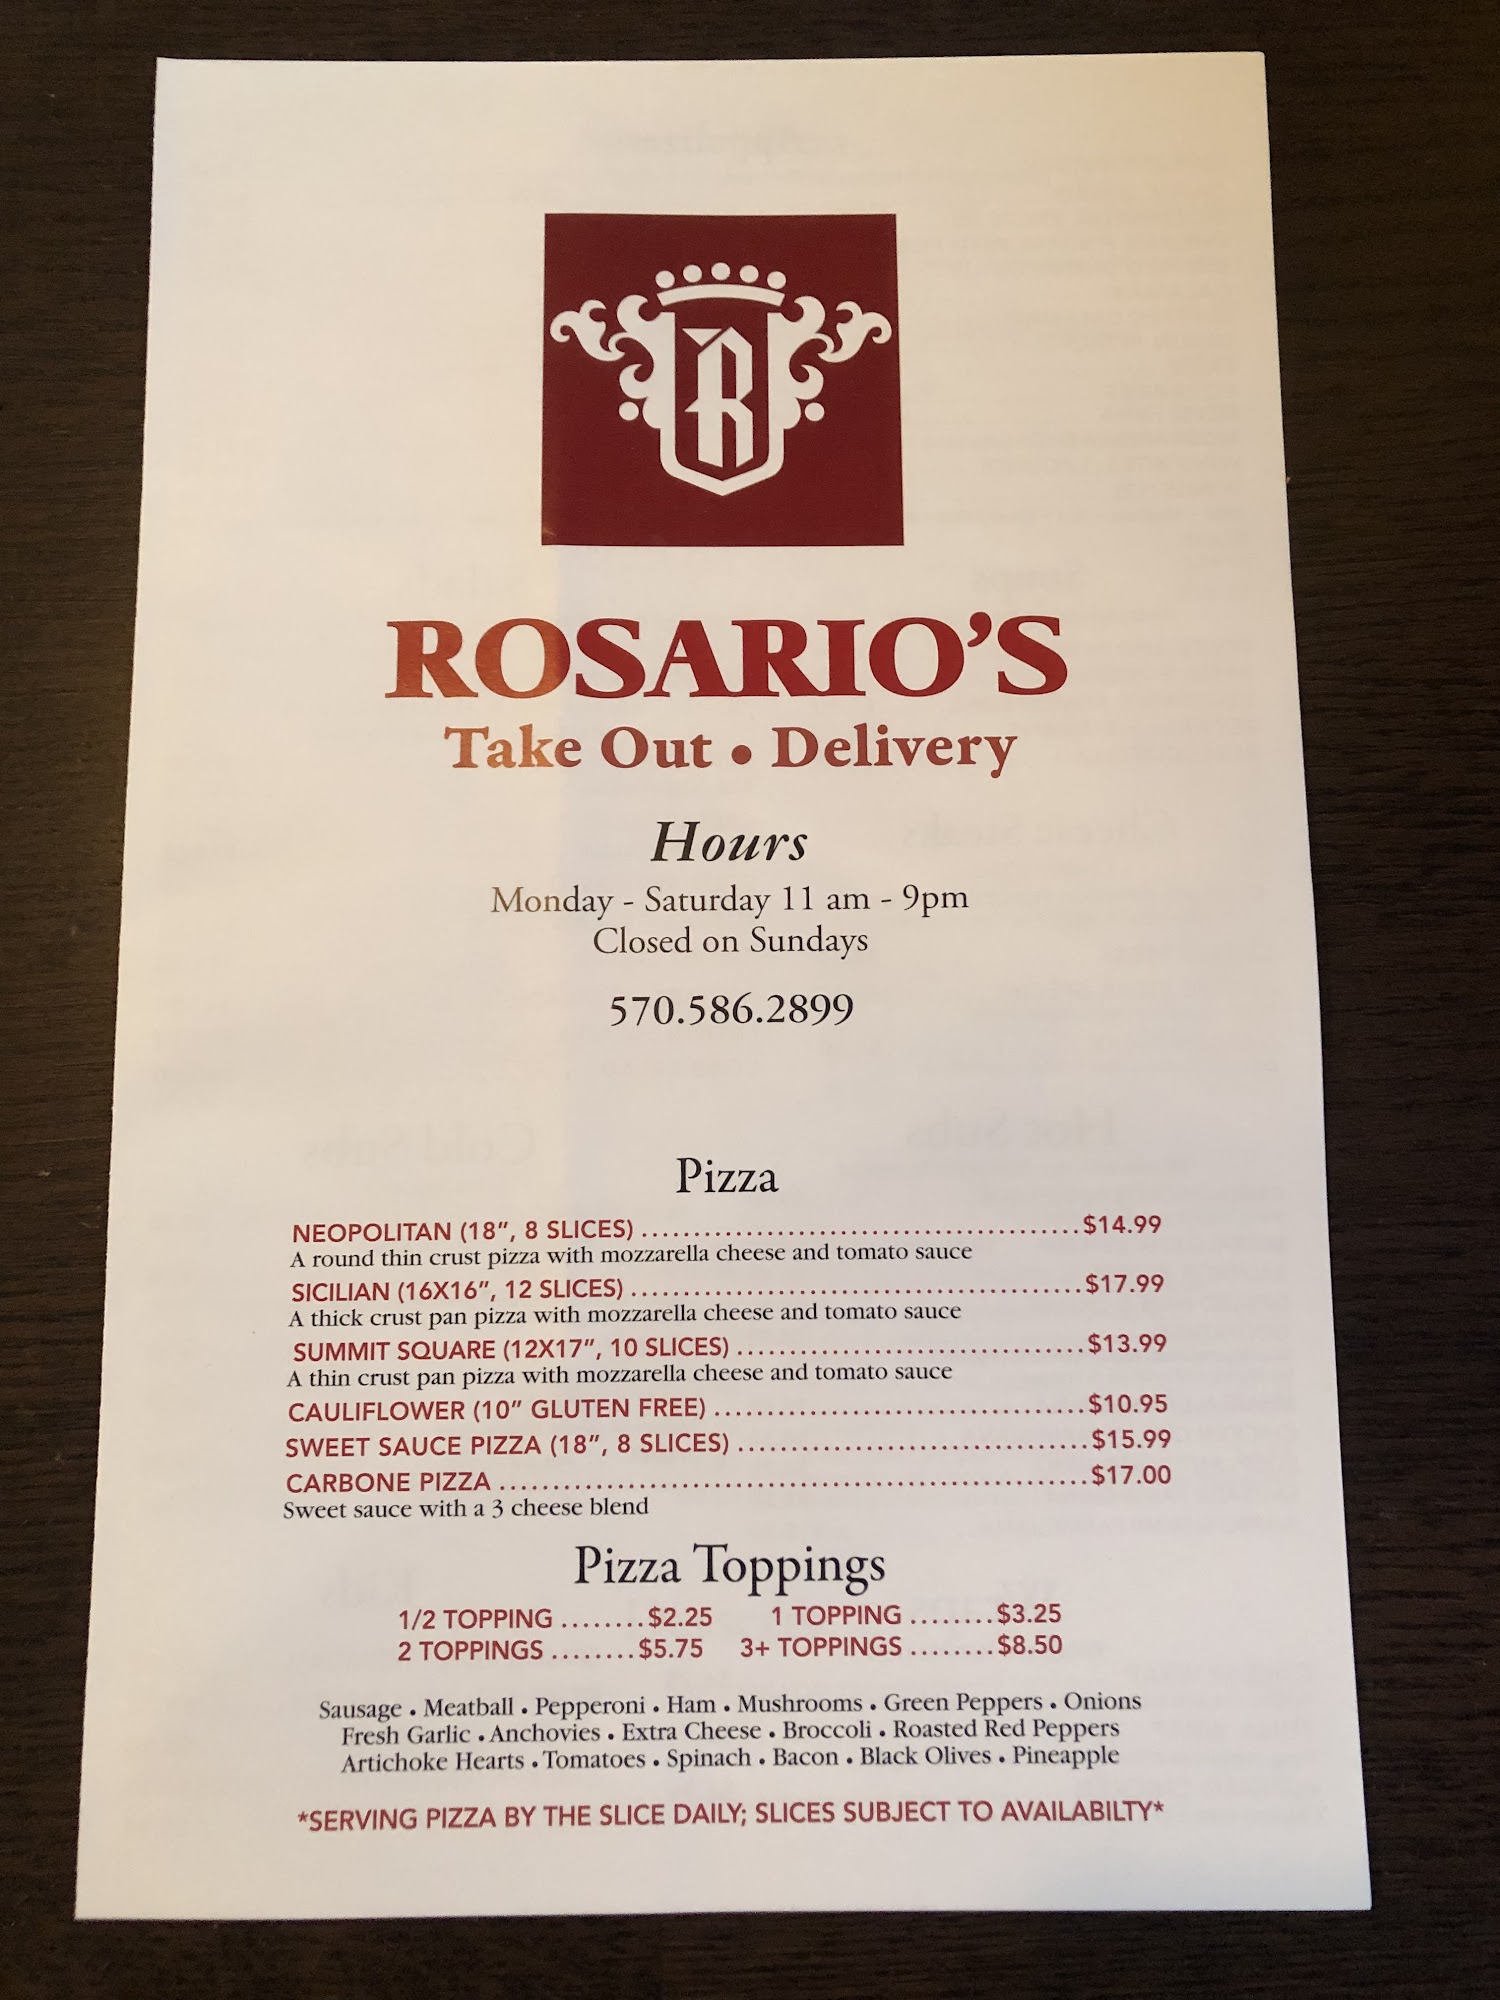 R
ROSARIO'S
Take Out • Delivery
Hours
Monday - Saturday 11 am - 9pm
Closed on Sundays
570.586.2899
Pizza
NEOPOLITAN (18", 8 SLICES) ........................................ $14.99
A round thin crust pizza with mozzarella cheese and tomato sauce
SICILIAN (16X16", 12 SLICES) ........................................ $17.99
A thick crust pan pizza with mozzarella cheese and tomato sauce
SUMMIT SQUARE (12X17", 10 SLICES) ................................ $13.99
A thin crust pan pizza with mozzarella cheese and tomato sauce
CAULIFLOWER (10" GLUTEN FREE) .................................. $10.95
SWEET SAUCE PIZZA (18", 8 SLICES) ................................ $15.99
CARBONE PIZZA ...................................................... $17.00
Sweet sauce with a 3 cheese blend
Pizza Toppings
1/2 TOPPING ........ $2.25 1 TOPPING ........ $3.25
2 TOPPINGS ........ $5.75 3+ TOPPINGS ........ $8.50
Sausage • Meatball • Pepperoni • Ham • Mushrooms • Green Peppers • Onions
Fresh Garlic • Anchovies • Extra Cheese • Broccoli • Roasted Red Peppers
Artichoke Hearts • Tomatoes • Spinach • Bacon • Black Olives • Pineapple
*SERVING PIZZA BY THE SLICE DAILY; SLICES SUBJECT TO AVAILABILTY*